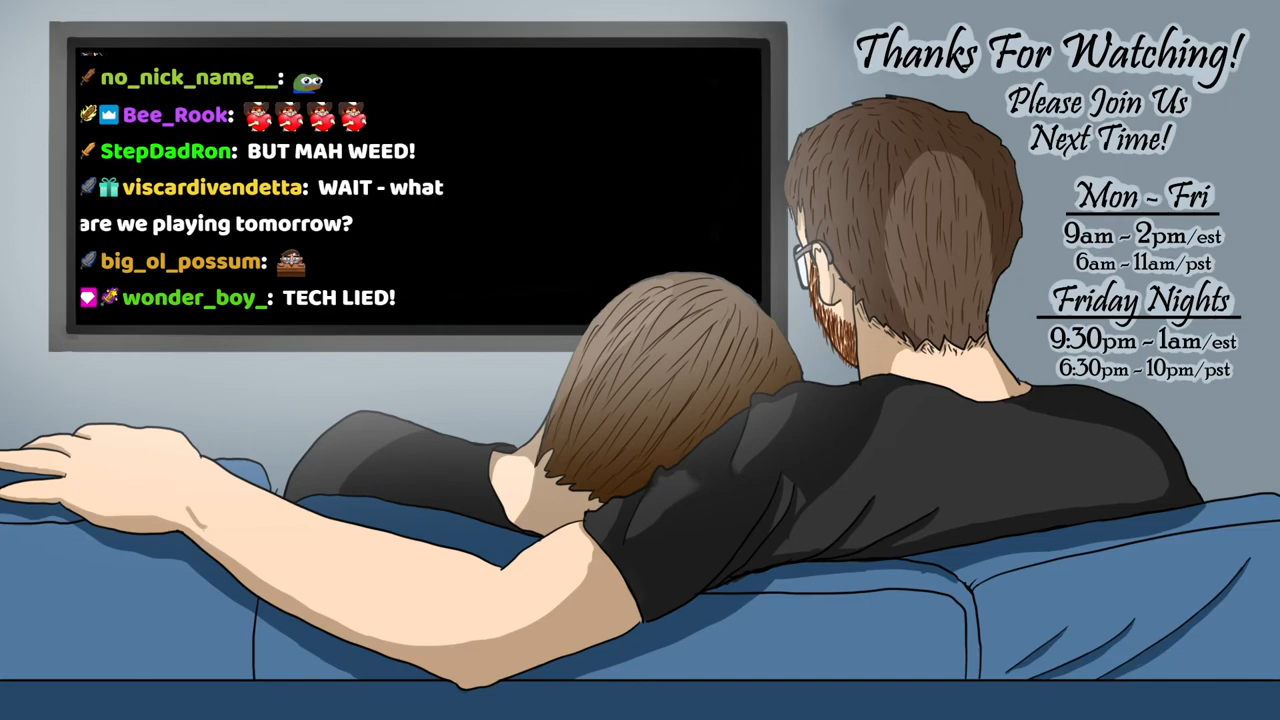 no_nick_name__:
Bee_Rook:
StepDadRon: BUT MAH WEED!
viscardivendetta: WAIT - what
are we playing tomorrow?
big_ol_possum:
wonder_boy_: TECH LIED!
Thanks For Watching!
Please Join Us
Next Time!
Mon - Fri
9am - 2pm/est
6am - 11am/pst
Friday Nights
9:30pm - 1am/est
6:30pm - 10pm/pst